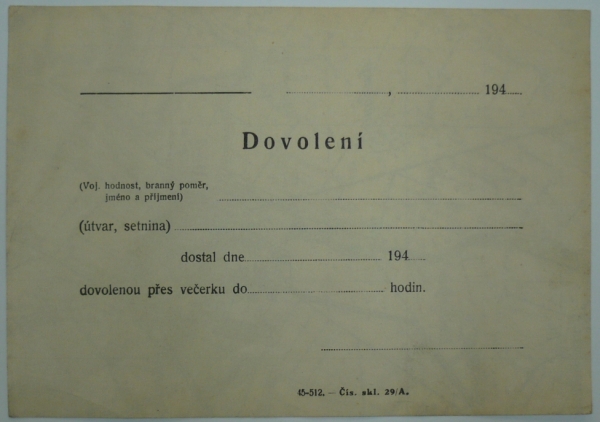 , 194
Dovolení
(Voj. hodnost, branný poměr,
jméno a příjmení)
(útvar, setnina)
dostal dne 194
dovolenou přes večerku do hodin.
45-512. — Čís. skl. 29/A.